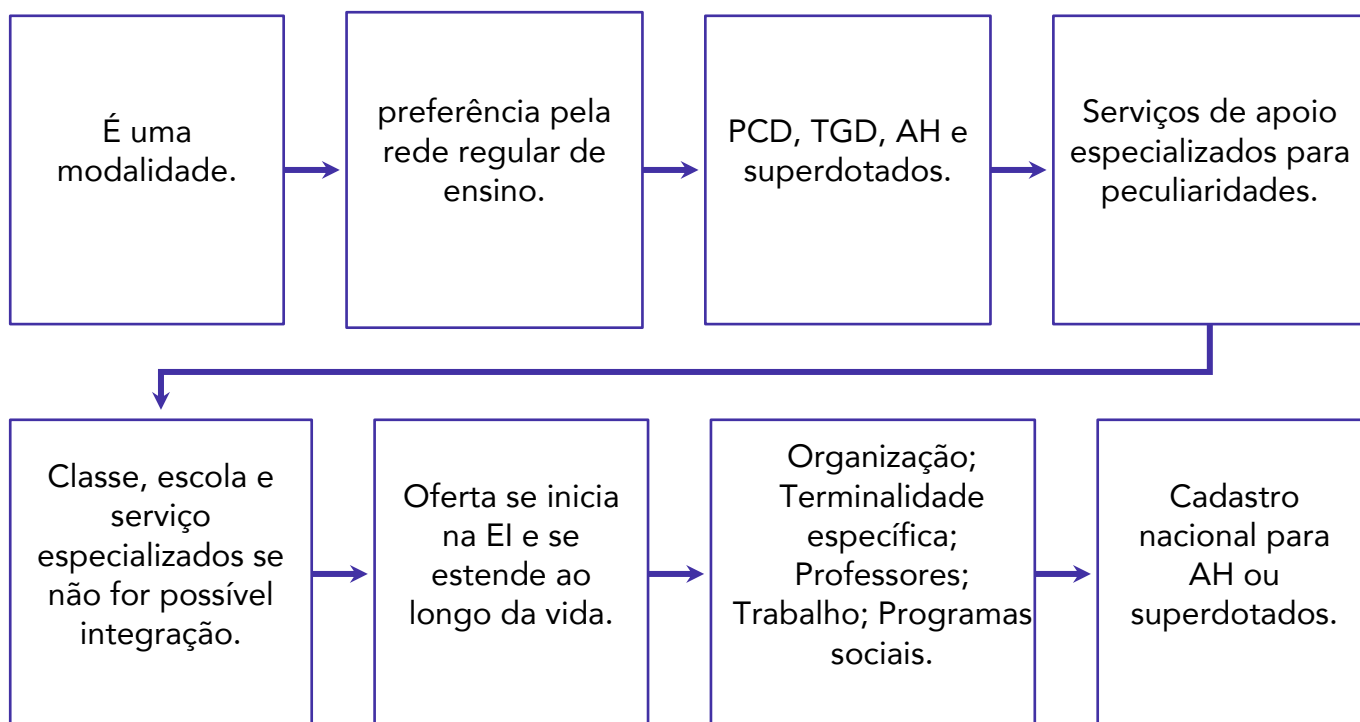 É uma
modalidade.
preferência pela
rede regular de
ensino.
PCD, TGD, AH e
superdotados.
Serviços de apoio
especializados para
peculiaridades.
Classe, escola e
serviço
especializados se
não for possível
integração.
Oferta se inicia
na EI e se
estende ao
longo da vida.
Organização;
Terminalidade
específica;
Professores;
Trabalho; Programas
sociais.
Cadastro
nacional para
AH ou
superdotados.